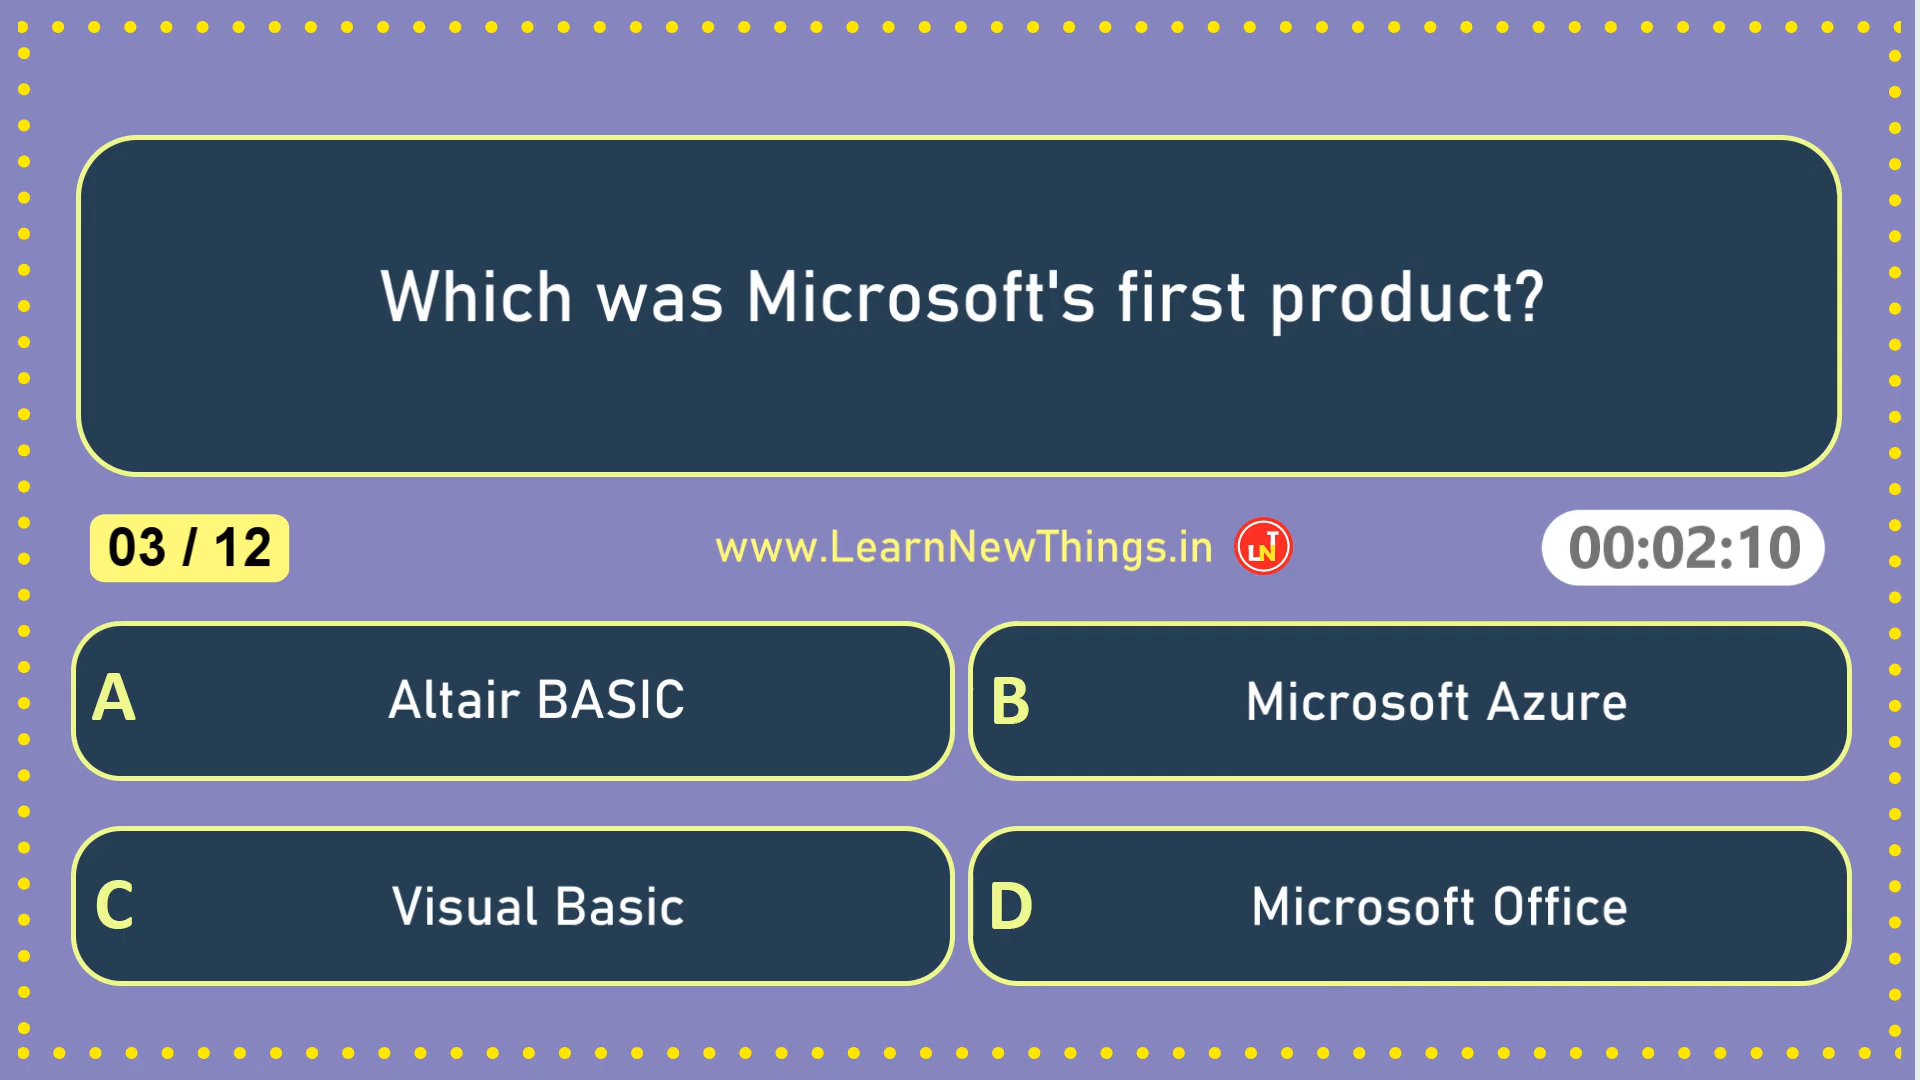 Which was Microsoft's first product?
03 / 12
www.LearnNewThings.in
LNT
00:02:10
A
Altair BASIC
B
Microsoft Azure
C
Visual Basic
D
Microsoft Office